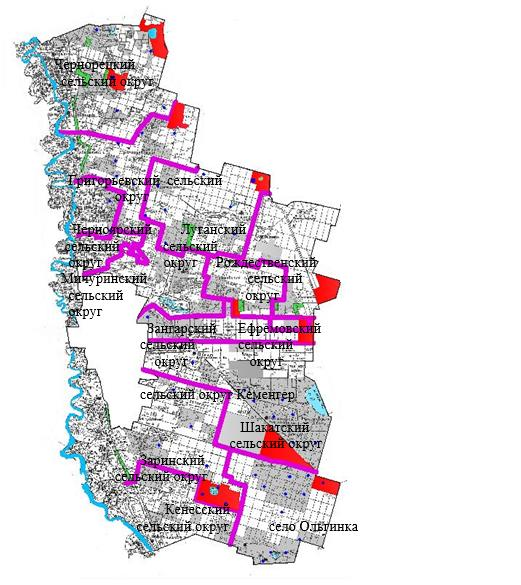 Чернорецкий
сельский округ
Григорьевский сельский
округ
Черноярский
сельский
округ
Луганский
сельский
округ
Мичуринский
сельский
округ
Рождественский
сельский
округ
Зангарский
сельский
округ
Ефремовский
сельский
округ
сельский округ Кеменгер
Шакатский
сельский округ
Заринский
сельский округ
Кенесский
сельский округ
село Ольгинка